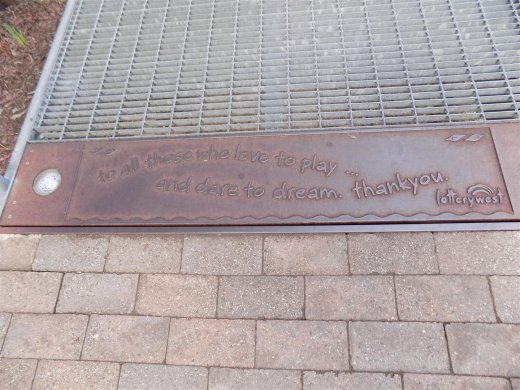 to all those who love to play ...
and dare to dream. thankyou.
lotterywest